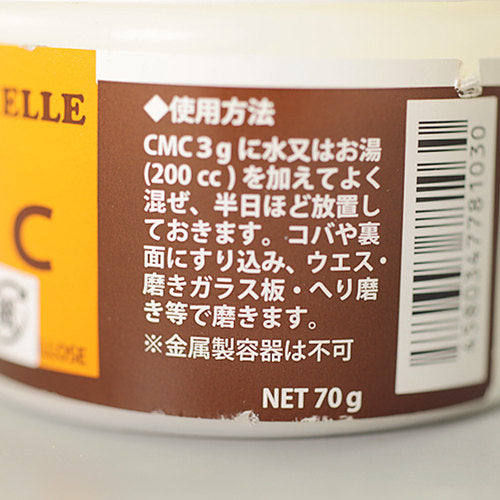 ELLE
C
LOSE
◆使用方法
CMC 3 g に水又はお湯
(200 cc ) を加えてよく
混ぜ、半日ほど放置し
ておきます。コバや裏
面にすり込み、ウエス・
磨きガラス板・へり磨
き等で磨きます。
※金属製容器は不可
NET 70 g
4580147781030